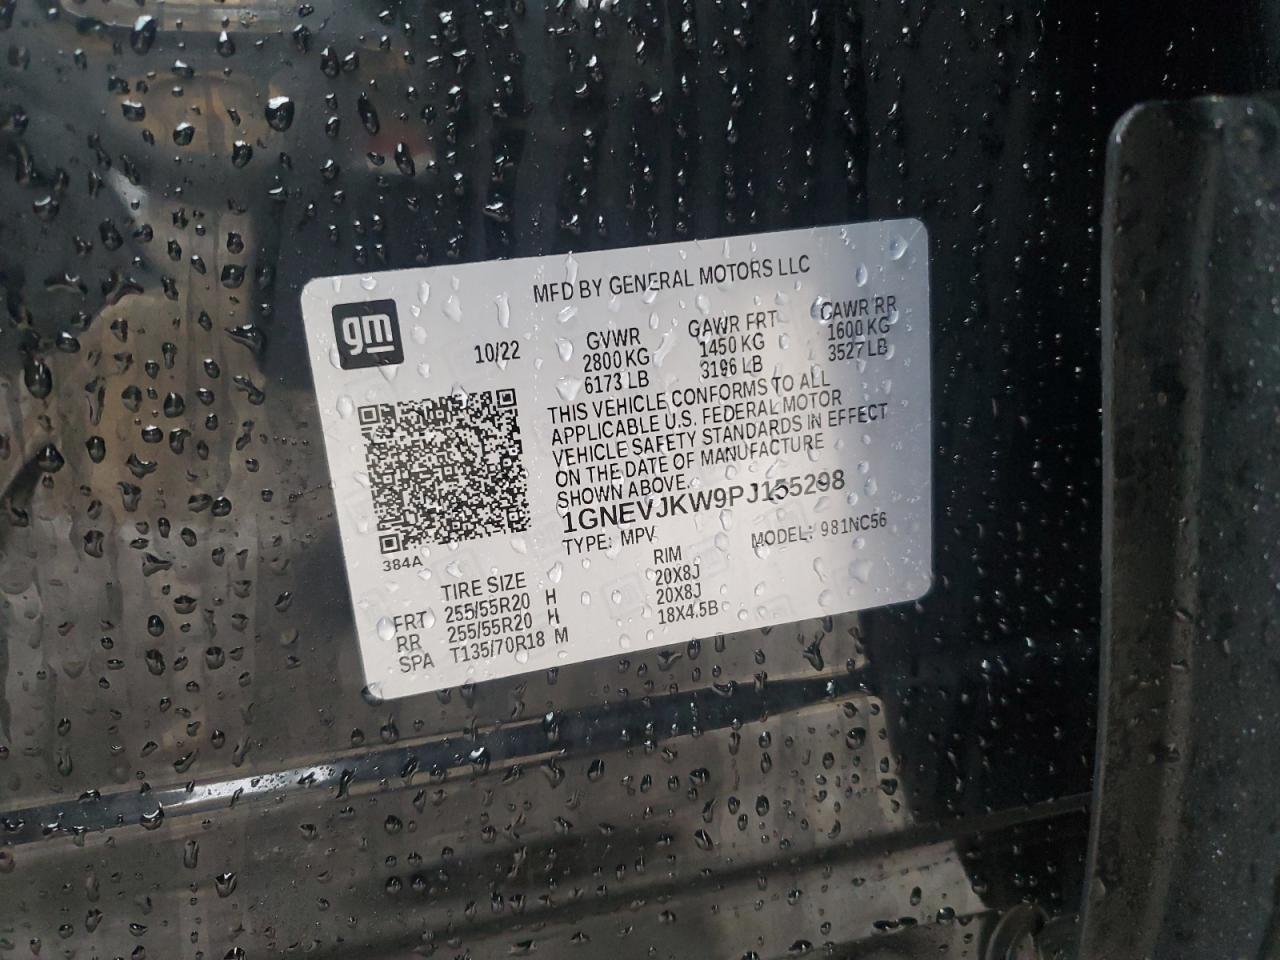 MFD BY GENERAL MOTORS LLC
gm
10/22
GVWR GAWR FRT GAWR RR
2800 KG 1450 KG 1600 KG
6173 LB 3196 LB 3527 LB
THIS VEHICLE CONFORMS TO ALL
APPLICABLE U.S. FEDERAL MOTOR
VEHICLE SAFETY STANDARDS IN EFFECT
ON THE DATE OF MANUFACTURE
SHOWN ABOVE.
1GNEVJKW9PJ155298
TYPE: MPV MODEL: 981NC56
384A
TIRE SIZE RIM
FRT 255/55R20 H 20X8J
RR 255/55R20 H 20X8J
SPA T135/70R18 M 18X4.5B